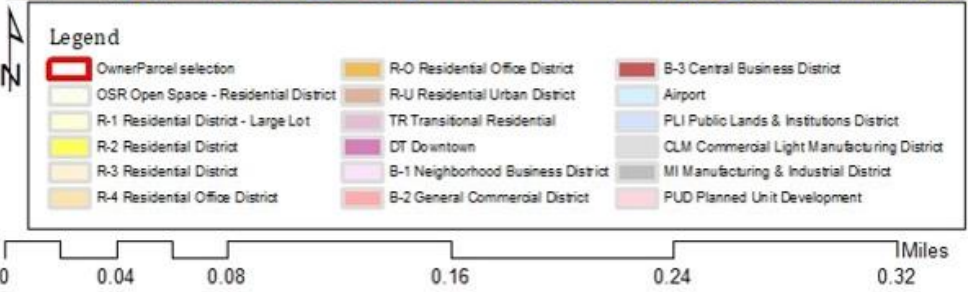 N
Legend
OwnerParcel selection
OSR Open Space - Residential District
R-1 Residential District - Large Lot
R-2 Residential District
R-3 Residential District
R-4 Residential Office District
R-O Residential Office District
R-U Residential Urban District
TR Transitional Residential
DT Downtown
B-1 Neighborhood Business District
B-2 General Commercial District
B-3 Central Business District
Airport
PLI Public Lands & Institutions District
CLM Commercial Light Manufacturing District
MI Manufacturing & Industrial District
PUD Planned Unit Development
Miles
0 0.04 0.08 0.16 0.24 0.32